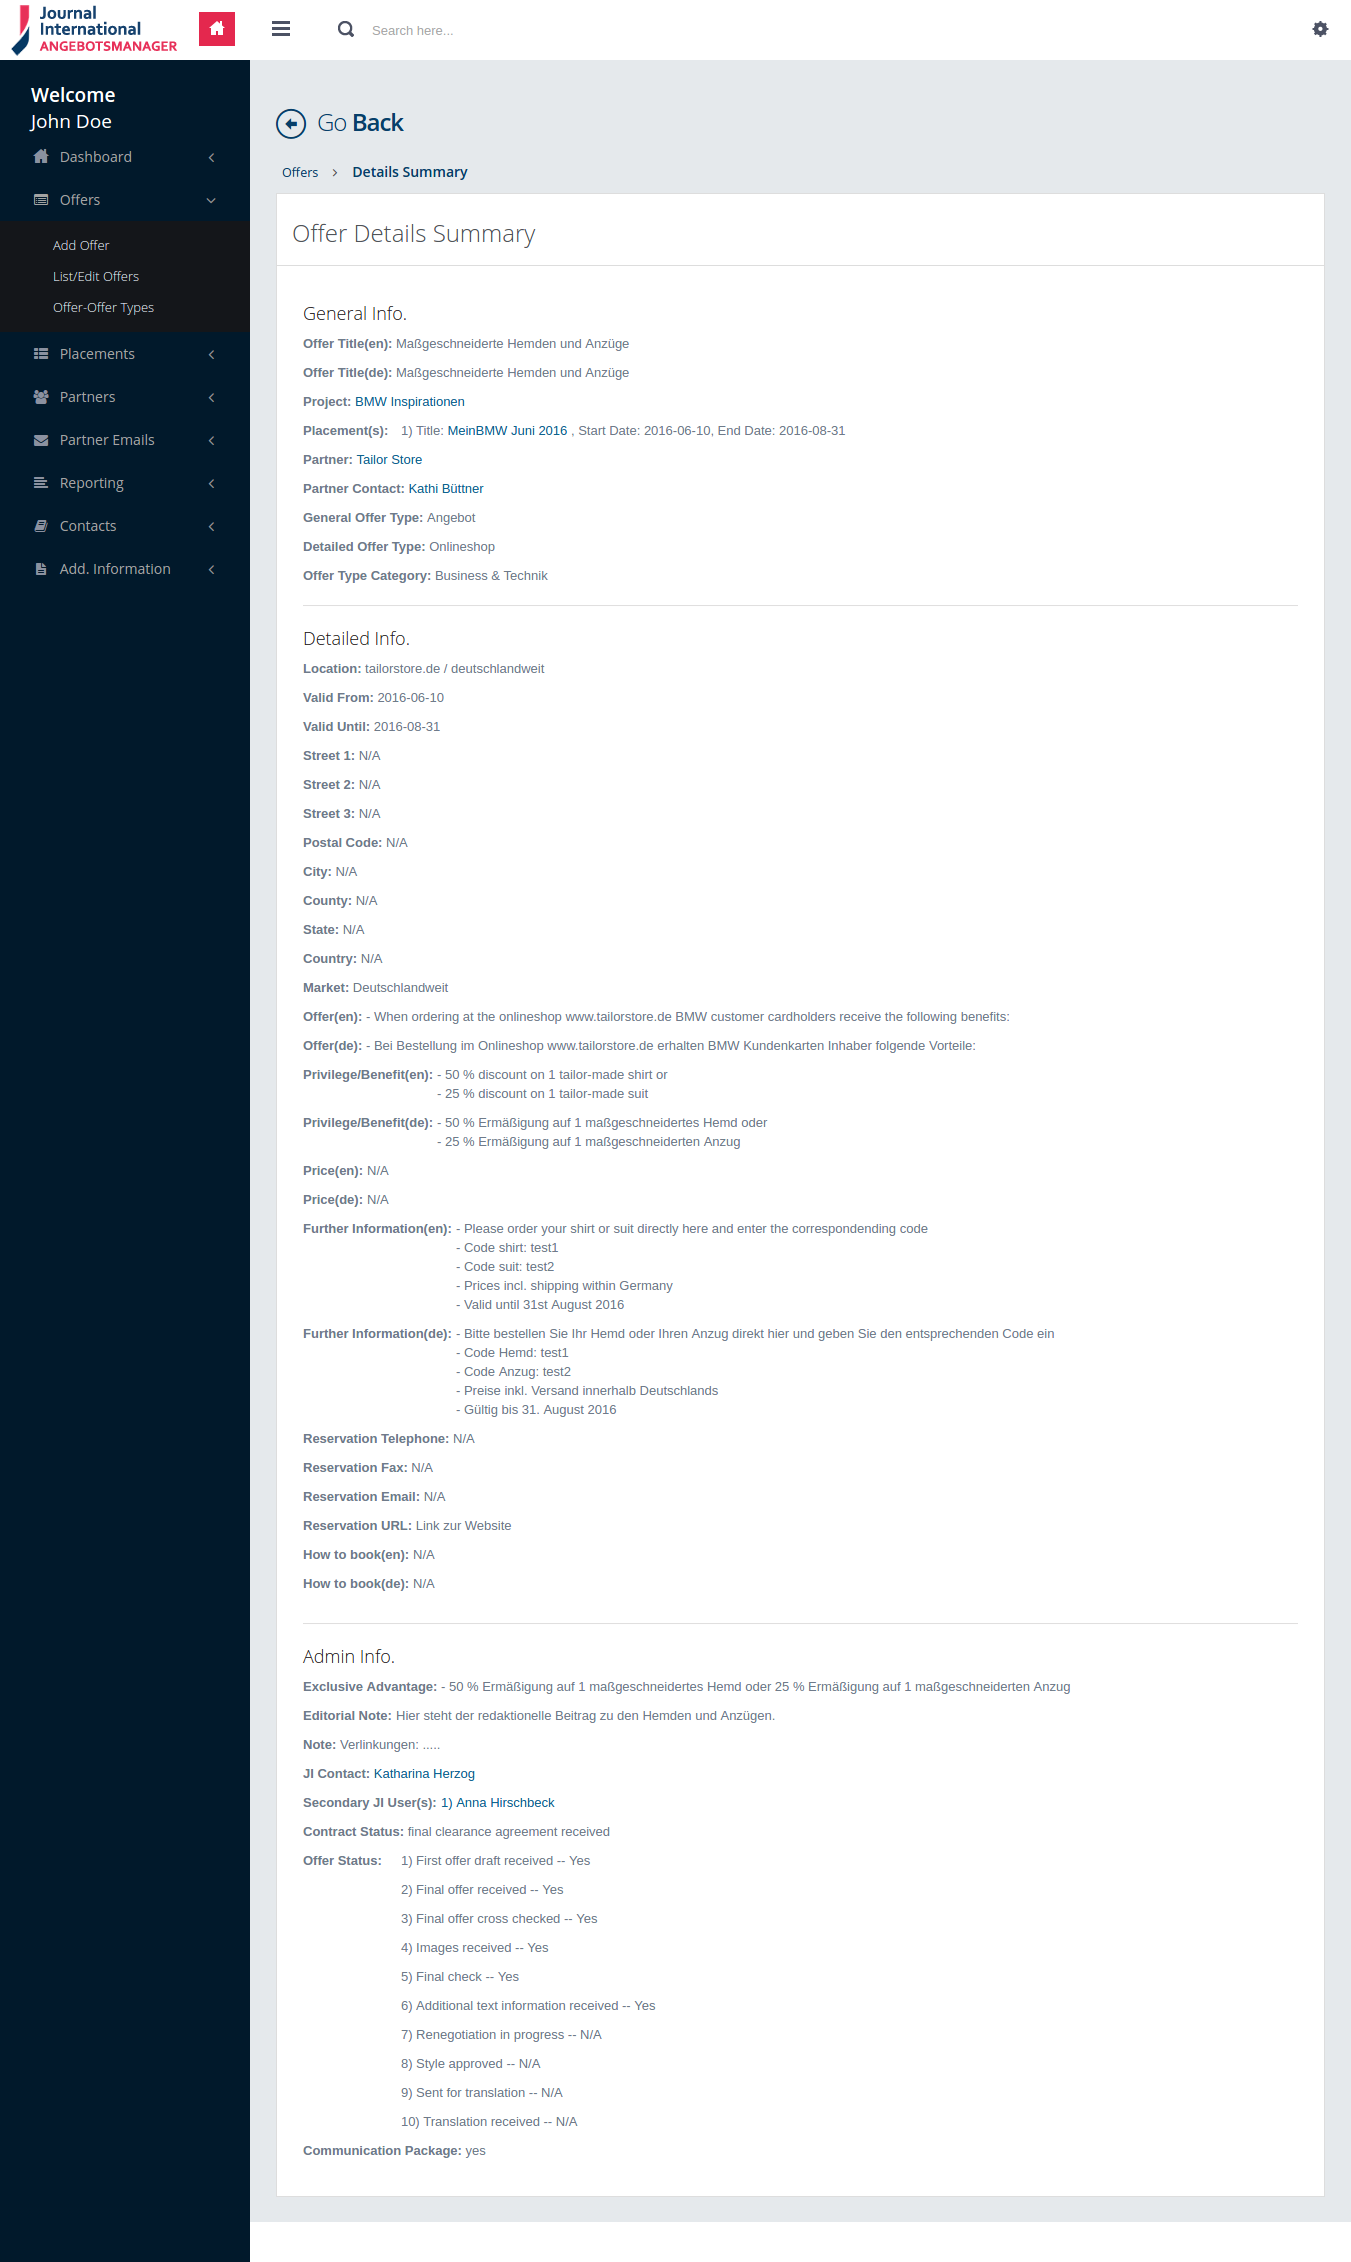 Journal
International
ANGEBOTSMANAGER
Search here...
Welcome
John Doe
Dashboard
Offers
Add Offer
List/Edit Offers
Offer-Offer Types
Placements
Partners
Partner Emails
Reporting
Contacts
Add. Information
Go Back
Offers > Details Summary
Offer Details Summary
General Info.
Offer Title(en): Maßgeschneiderte Hemden und Anzüge
Offer Title(de): Maßgeschneiderte Hemden und Anzüge
Project: BMW Inspirationen
Placement(s): 1) Title: MeinBMW Juni 2016 , Start Date: 2016-06-10, End Date: 2016-08-31
Partner: Tailor Store
Partner Contact: Kathi Büttner
General Offer Type: Angebot
Detailed Offer Type: Onlineshop
Offer Type Category: Business & Technik
Detailed Info.
Location: tailorstore.de / deutschlandweit
Valid From: 2016-06-10
Valid Until: 2016-08-31
Street 1: N/A
Street 2: N/A
Street 3: N/A
Postal Code: N/A
City: N/A
County: N/A
State: N/A
Country: N/A
Market: Deutschlandweit
Offer(en): - When ordering at the onlineshop www.tailorstore.de BMW customer cardholders receive the following benefits:
Offer(de): - Bei Bestellung im Onlineshop www.tailorstore.de erhalten BMW Kundenkarten Inhaber folgende Vorteile:
Privilege/Benefit(en): - 50 % discount on 1 tailor-made shirt or
- 25 % discount on 1 tailor-made suit
Privilege/Benefit(de): - 50 % Ermäßigung auf 1 maßgeschneidertes Hemd oder
- 25 % Ermäßigung auf 1 maßgeschneiderten Anzug
Price(en): N/A
Price(de): N/A
Further Information(en): - Please order your shirt or suit directly here and enter the correspondending code
- Code shirt: test1
- Code suit: test2
- Prices incl. shipping within Germany
- Valid until 31st August 2016
Further Information(de): - Bitte bestellen Sie Ihr Hemd oder Ihren Anzug direkt hier und geben Sie den entsprechenden Code ein
- Code Hemd: test1
- Code Anzug: test2
- Preise inkl. Versand innerhalb Deutschlands
- Gültig bis 31. August 2016
Reservation Telephone: N/A
Reservation Fax: N/A
Reservation Email: N/A
Reservation URL: Link zur Website
How to book(en): N/A
How to book(de): N/A
Admin Info.
Exclusive Advantage: - 50 % Ermäßigung auf 1 maßgeschneidertes Hemd oder 25 % Ermäßigung auf 1 maßgeschneiderten Anzug
Editorial Note: Hier steht der redaktionelle Beitrag zu den Hemden und Anzügen.
Note: Verlinkungen: .....
JI Contact: Katharina Herzog
Secondary JI User(s): 1) Anna Hirschbeck
Contract Status: final clearance agreement received
Offer Status: 1) First offer draft received -- Yes
2) Final offer received -- Yes
3) Final offer cross checked -- Yes
4) Images received -- Yes
5) Final check -- Yes
6) Additional text information received -- Yes
7) Renegotiation in progress -- N/A
8) Style approved -- N/A
9) Sent for translation -- N/A
10) Translation received -- N/A
Communication Package: yes